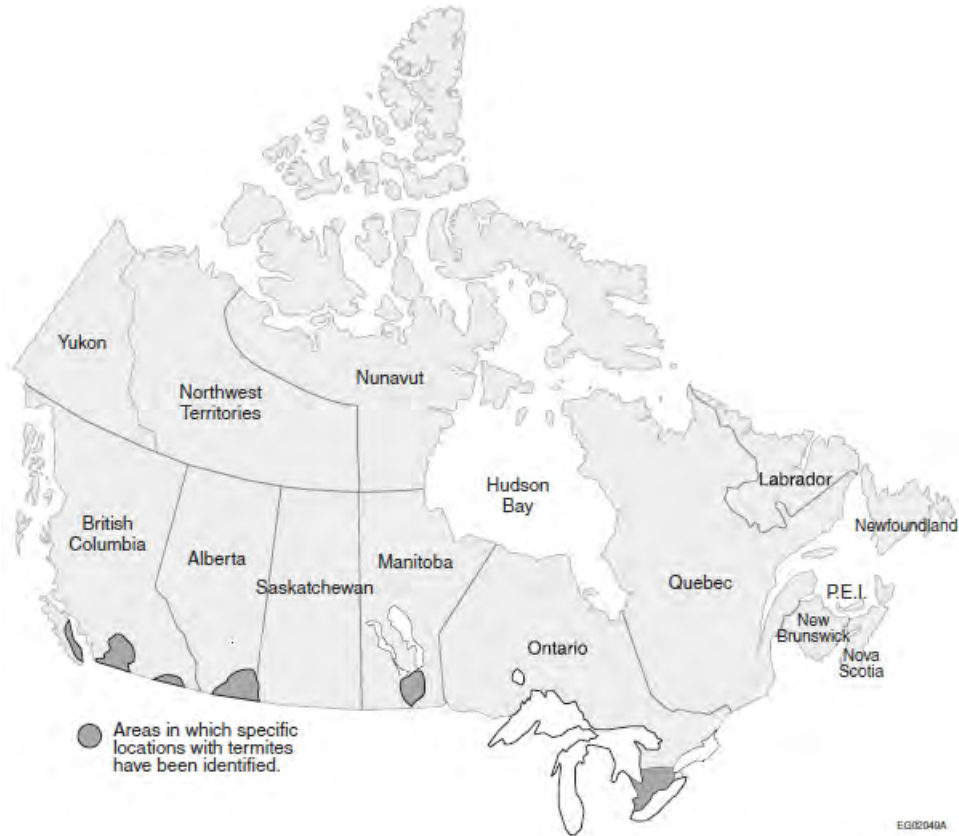 Yukon
Northwest
Territories
Nunavut
Hudson
Bay
Labrador
Newfoundland
British
Columbia
Alberta
Saskatchewan
Manitoba
Ontario
Quebec
P.E.I.
New
Brunswick
Nova
Scotia
Areas in which specific
locations with termites
have been identified.
EG02049A